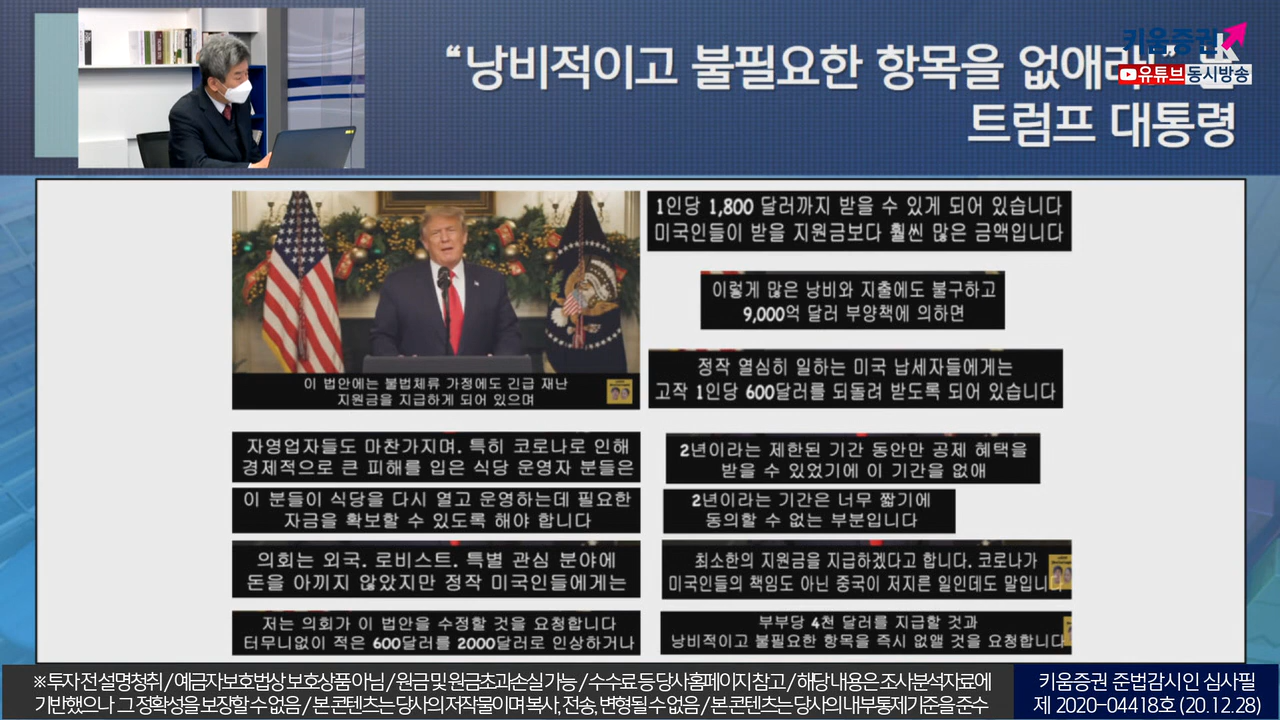 키움증권
유튜브 동시방송
“낭비적이고 불필요한 항목을 없애라
트럼프 대통령
이 법안에는 불법체류 가정에도 긴급 재난
지원금을 지급하게 되어 있으며
1인당 1,800 달러까지 받을 수 있게 되어 있습니다
미국인들이 받을 지원금보다 훨씬 많은 금액입니다
이렇게 많은 낭비와 지출에도 불구하고
9,000억 달러 부양책에 의하면
정작 열심히 일하는 미국 납세자들에게는
고작 1인당 600달러를 되돌려 받도록 되어 있습니다
자영업자들도 마찬가지며. 특히 코로나로 인해
경제적으로 큰 피해를 입은 식당 운영자 분들은
2년이라는 제한된 기간 동안만 공제 혜택을
받을 수 있었기에 이 기간을 없애
이 분들이 식당을 다시 열고 운영하는데 필요한
자금을 확보할 수 있도록 해야 합니다
2년이라는 기간은 너무 짧기에
동의할 수 없는 부분입니다
의회는 외국. 로비스트. 특별 관심 분야에
돈을 아끼지 않았지만 정작 미국인들에게는
최소한의 지원금을 지급하겠다고 합니다. 코로나가
미국인들의 책임도 아닌 중국이 저지른 일인데도 말입니다
저는 의회가 이 법안을 수정할 것을 요청합니다
터무니없이 적은 600달러를 2000달러로 인상하거나
부부당 4천 달러를 지급할 것과
낭비적이고 불필요한 항목을 즉시 없앨 것을 요청합니다
※ 투자 전 설명청취 / 예금자보호법상 보호상품 아님 / 원금 및 원금초과손실 가능 / 수수료 등 당사홈페이지 참고 / 해당 내용은 조사분석자료에
기반했으나 그 정확성을 보장할 수 없음 / 본 콘텐츠는 당사의 저작물이며 복사, 전송, 변형될 수 없음 / 본 콘텐츠는 당사의 내부통제기준을 준수
키움증권 준법감시인 심사필
제 2020-04418호 (20.12.28)